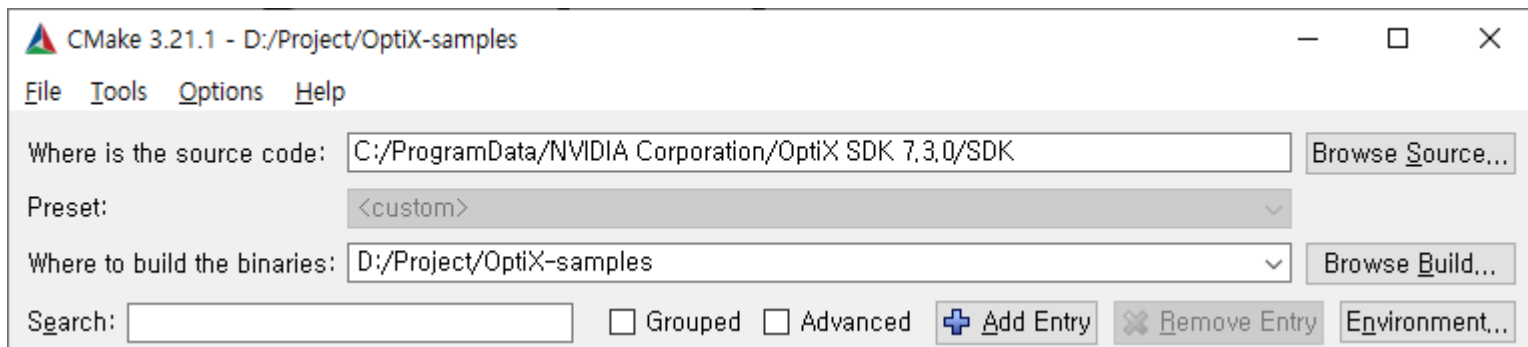 CMake 3.21.1 - D:/Project/OptiX-samples
File Tools Options Help
Where is the source code: C:/ProgramData/NVIDIA Corporation/OptiX SDK 7.3.0/SDK Browse Source...
Preset: <custom>
Where to build the binaries: D:/Project/OptiX-samples Browse Build...
Search: Grouped Advanced Add Entry Remove Entry Environment...